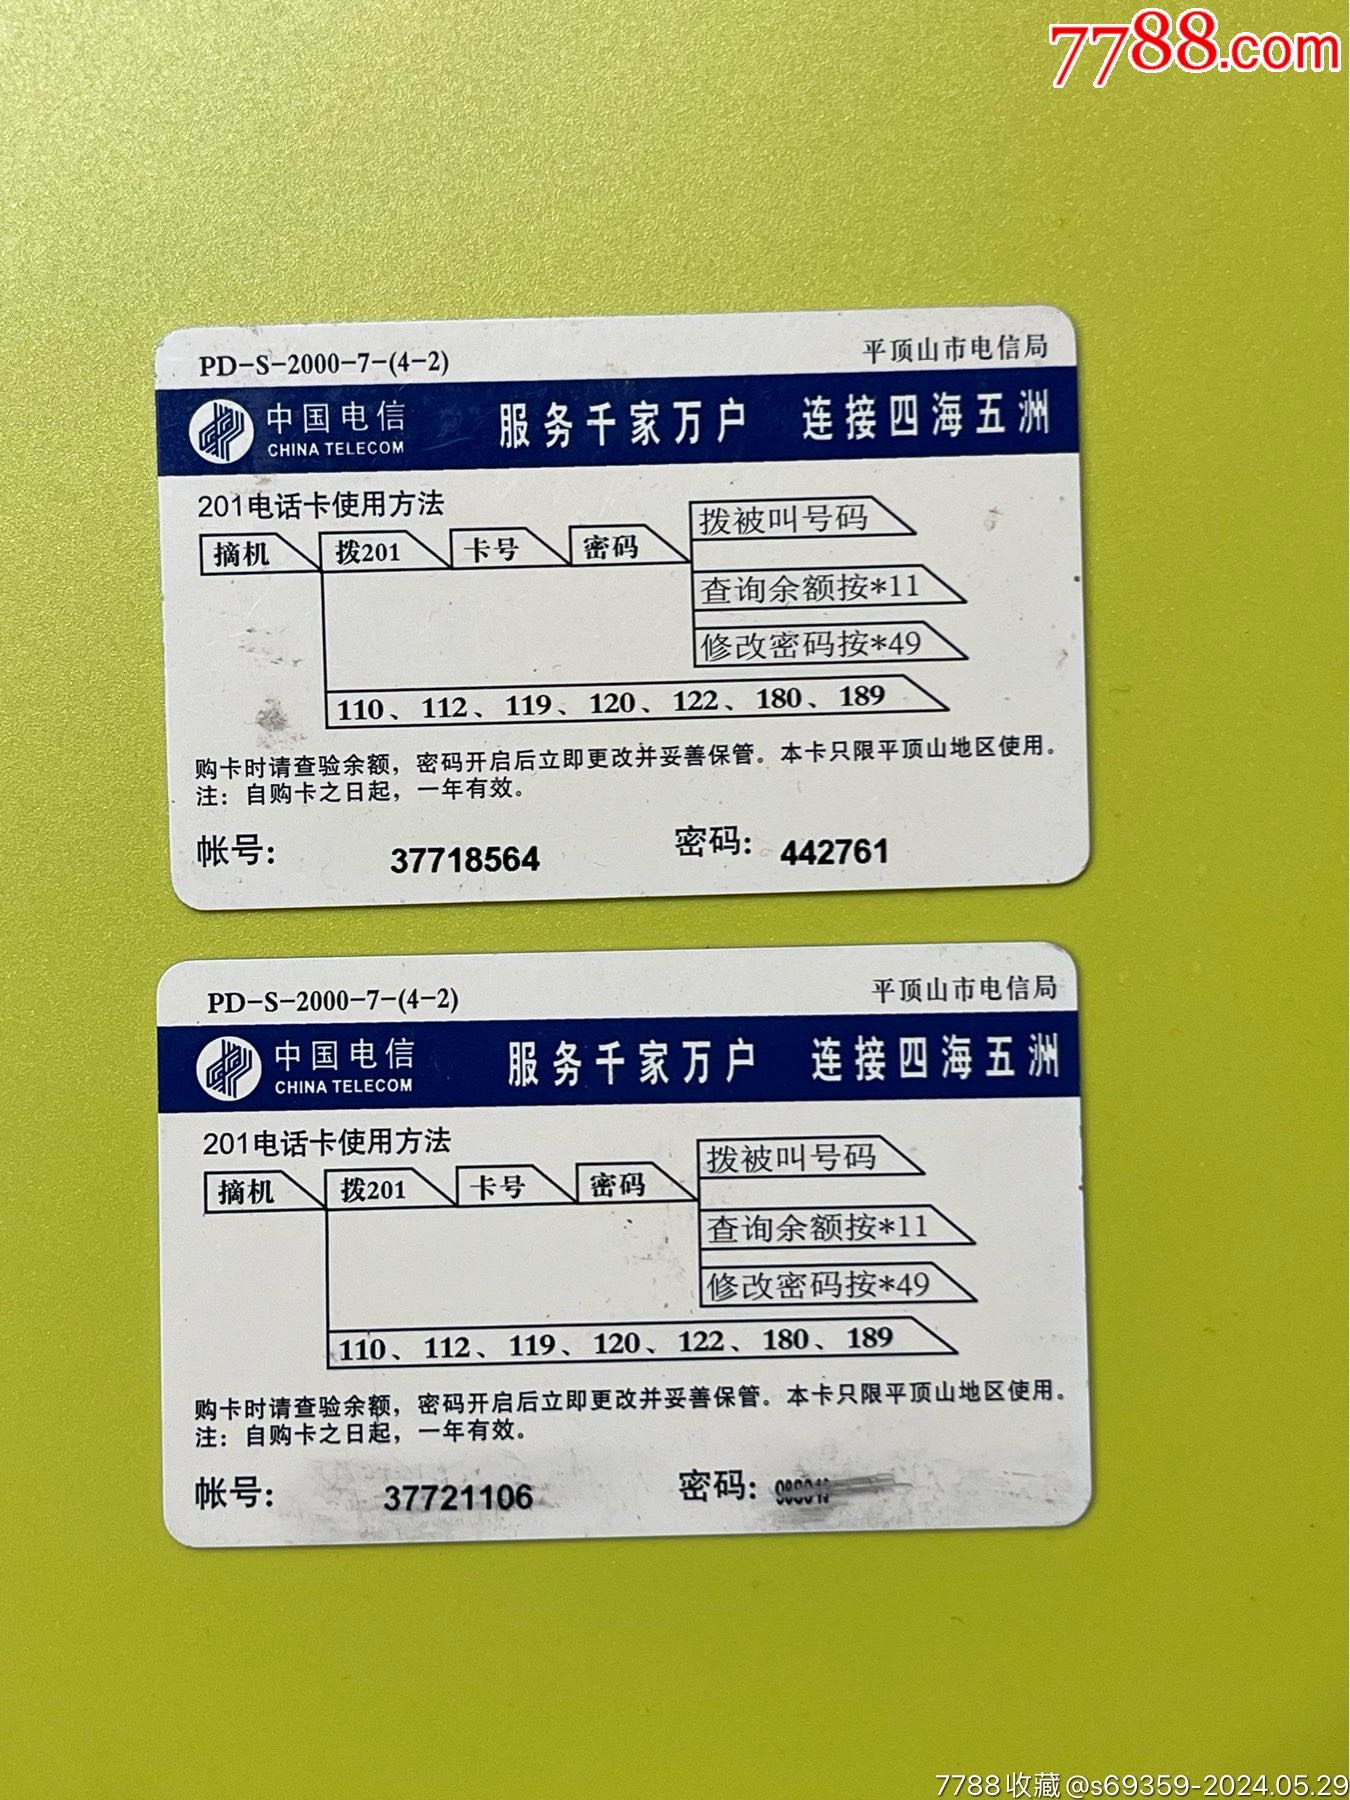 7788.com
PD-S-2000-7-(4-2)
平顶山市电信局
中国电信
CHINA TELECOM
服务千家万户 连接四海五洲
201电话卡使用方法
摘机 拨201 卡号 密码 拨被叫号码
查询余额按*11
修改密码按*49
110、112、119、120、122、180、189
购卡时请查验余额，密码开启后立即更改并妥善保管。本卡只限平顶山地区使用。
注：自购卡之日起，一年有效。
帐号： 37718564 密码： 442761
PD-S-2000-7-(4-2)
平顶山市电信局
中国电信
CHINA TELECOM
服务千家万户 连接四海五洲
201电话卡使用方法
摘机 拨201 卡号 密码 拨被叫号码
查询余额按*11
修改密码按*49
110、112、119、120、122、180、189
购卡时请查验余额，密码开启后立即更改并妥善保管。本卡只限平顶山地区使用。
注：自购卡之日起，一年有效。
帐号： 37721106 密码：
7788收藏@s69359-2024.05.29